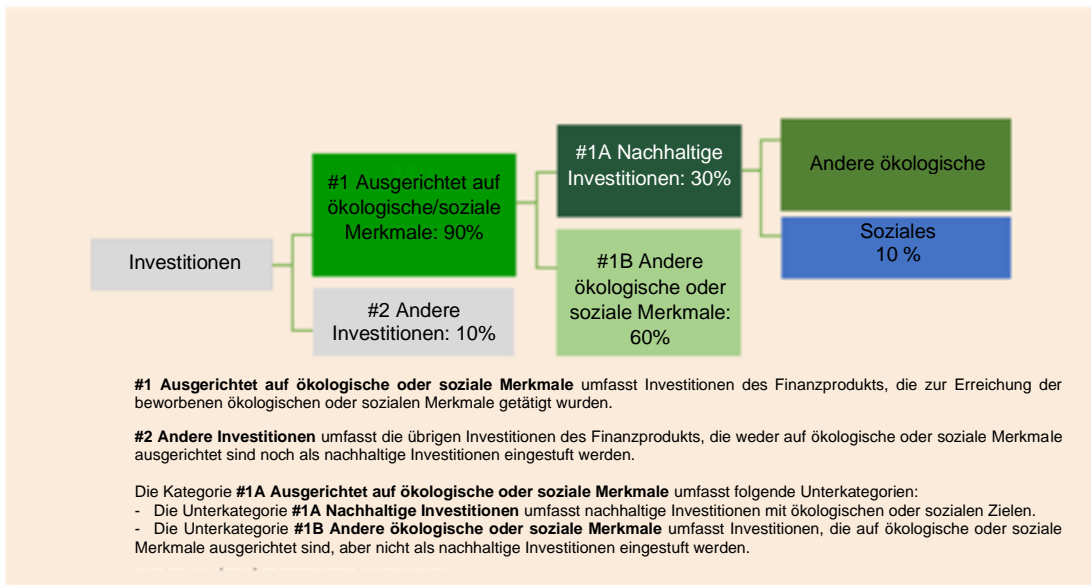 Investitionen
#1 Ausgerichtet auf
ökologische/soziale
Merkmale: 90%
#2 Andere
Investitionen: 10%
#1A Nachhaltige
Investitionen: 30%
#1B Andere
ökologische oder
soziale Merkmale:
60%
Andere ökologische
Soziales
10 %
#1 Ausgerichtet auf ökologische oder soziale Merkmale umfasst Investitionen des Finanzprodukts, die zur Erreichung der
beworbenen ökologischen oder sozialen Merkmale getätigt wurden.
#2 Andere Investitionen umfasst die übrigen Investitionen des Finanzprodukts, die weder auf ökologische oder soziale Merkmale
ausgerichtet sind noch als nachhaltige Investitionen eingestuft werden.
Die Kategorie #1A Ausgerichtet auf ökologische oder soziale Merkmale umfasst folgende Unterkategorien:
- Die Unterkategorie #1A Nachhaltige Investitionen umfasst nachhaltige Investitionen mit ökologischen oder sozialen Zielen.
- Die Unterkategorie #1B Andere ökologische oder soziale Merkmale umfasst Investitionen, die auf ökologische oder soziale
Merkmale ausgerichtet sind, aber nicht als nachhaltige Investitionen eingestuft werden.